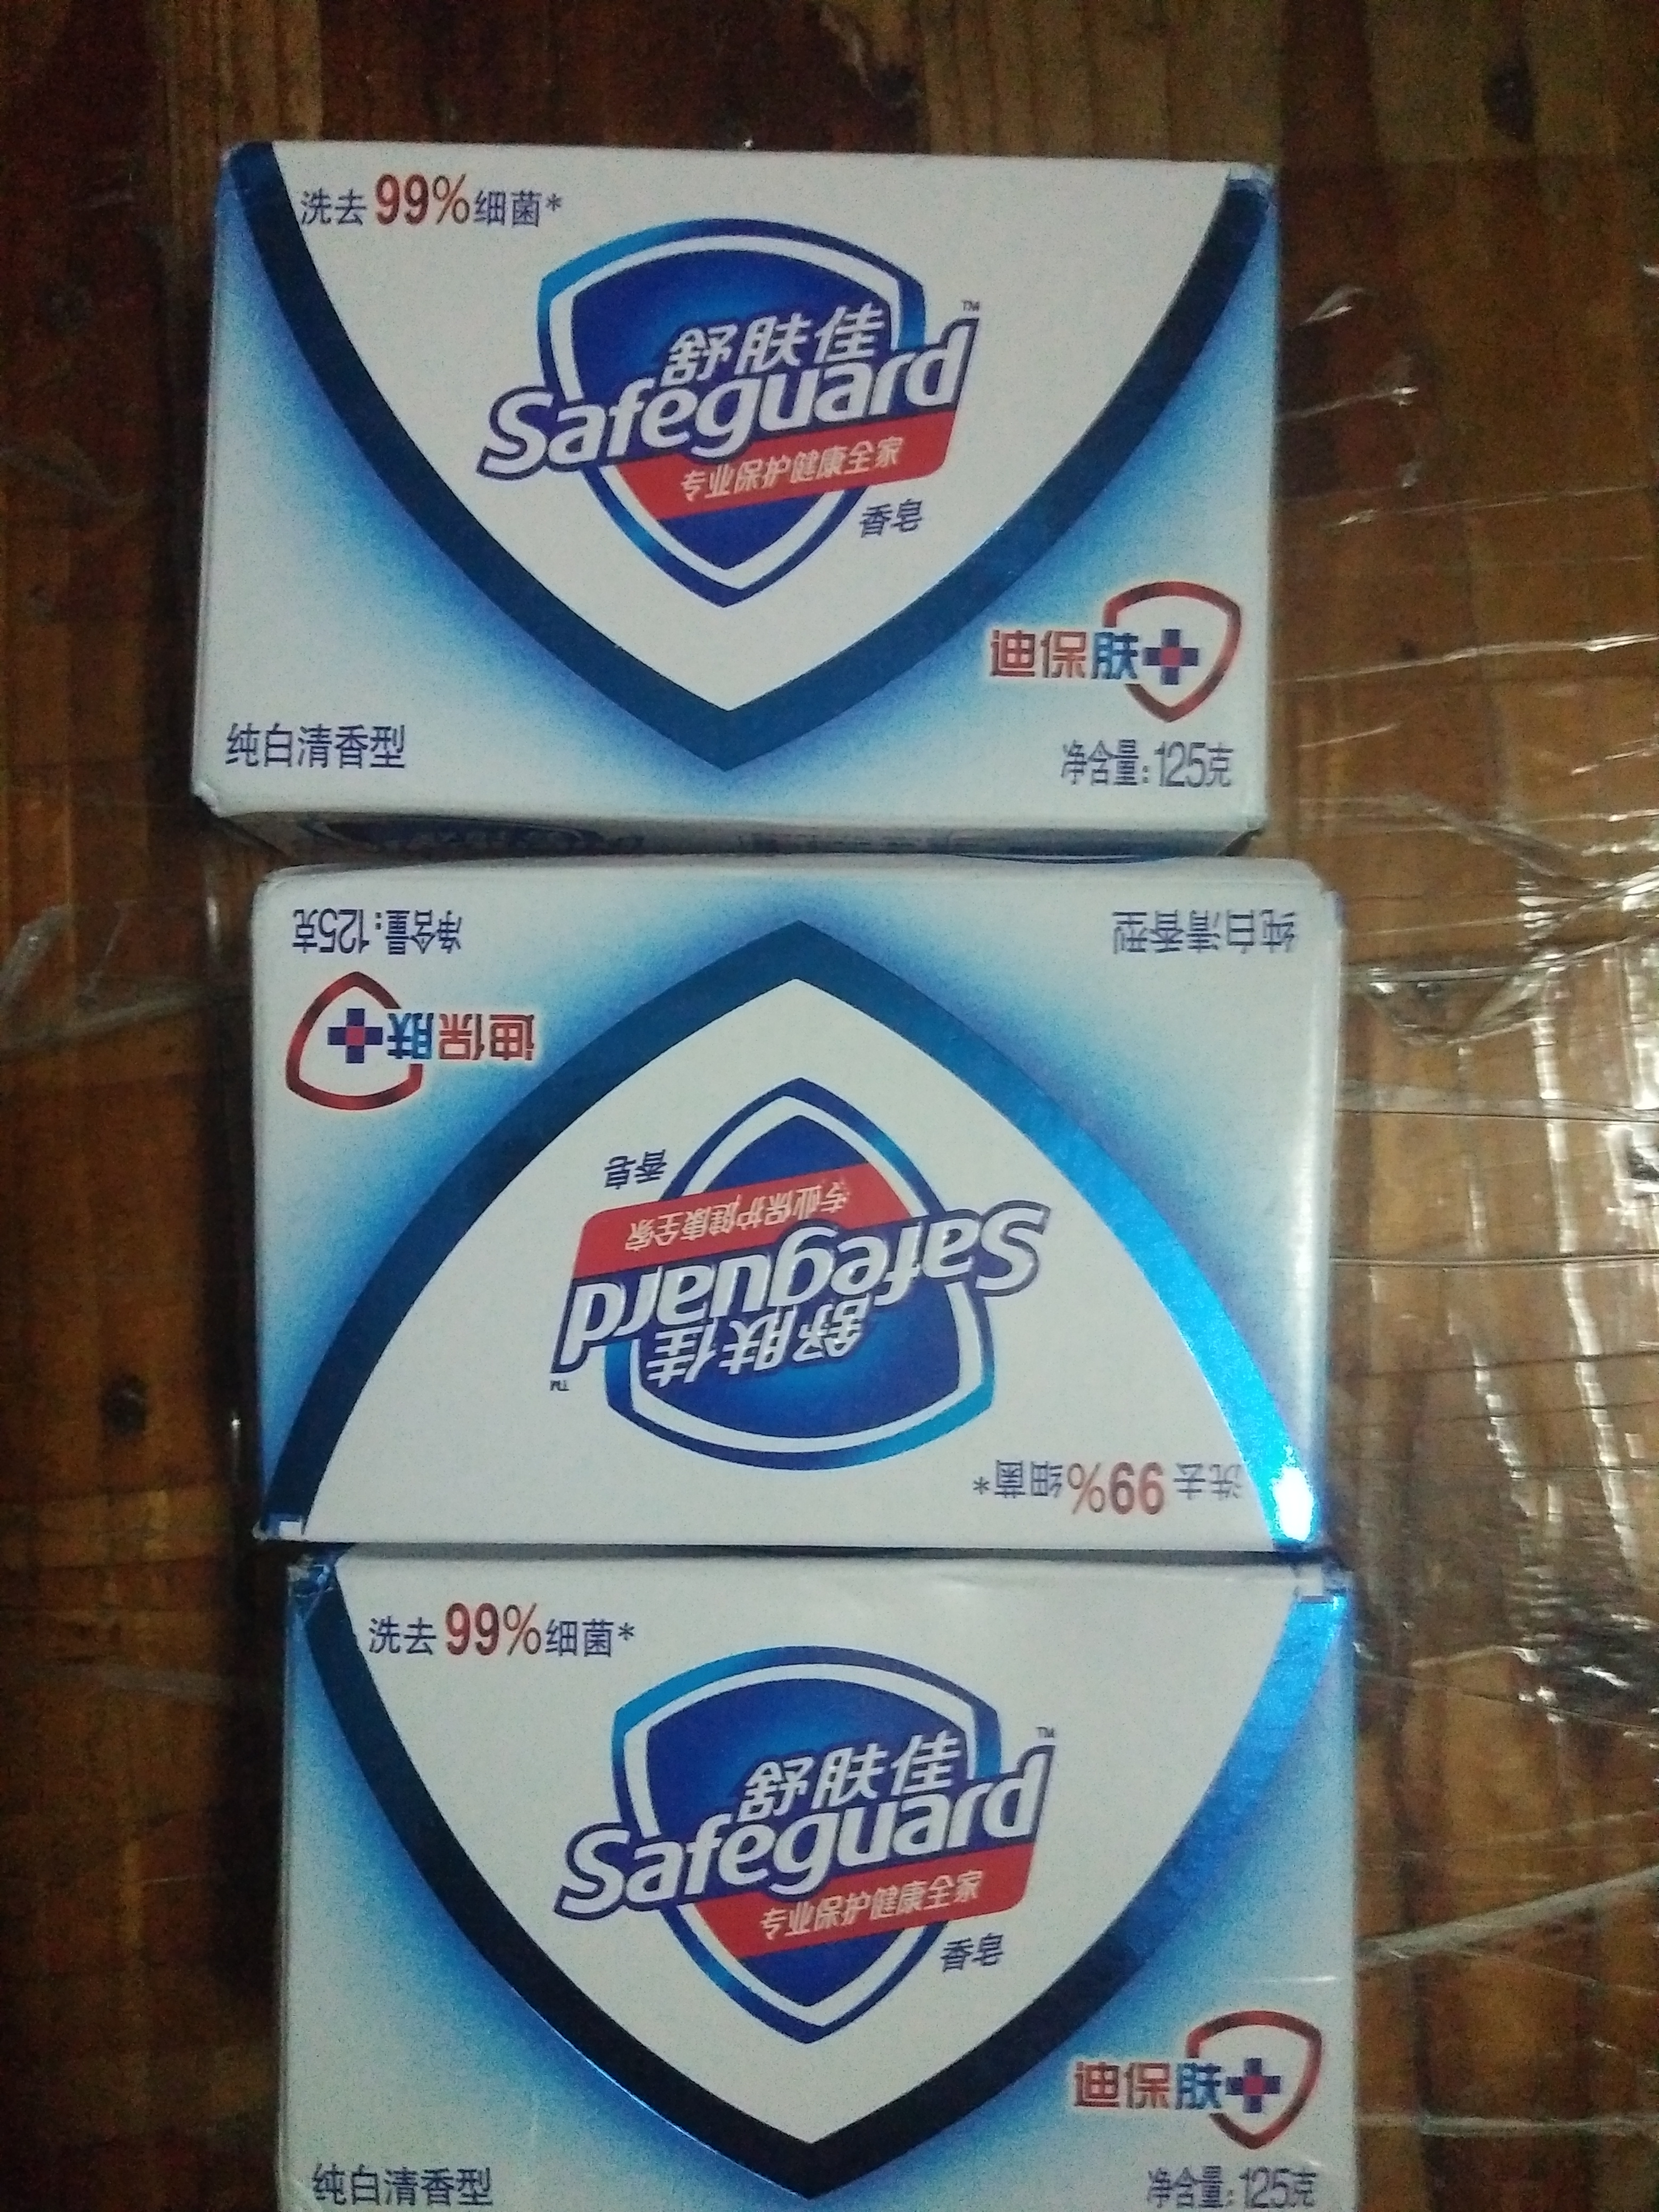 洗去99%细菌*
舒肤佳
Safeguard™
专业保护健康全家
香皂
迪保肤
纯白清香型
净含量:125克
净含量:125克
纯白清香型
迪保肤
香皂
专业保护健康全家
Safeguard™
舒肤佳
洗去99%细菌*
洗去99%细菌*
舒肤佳
Safeguard™
专业保护健康全家
香皂
迪保肤
纯白清香型
净含量:125克